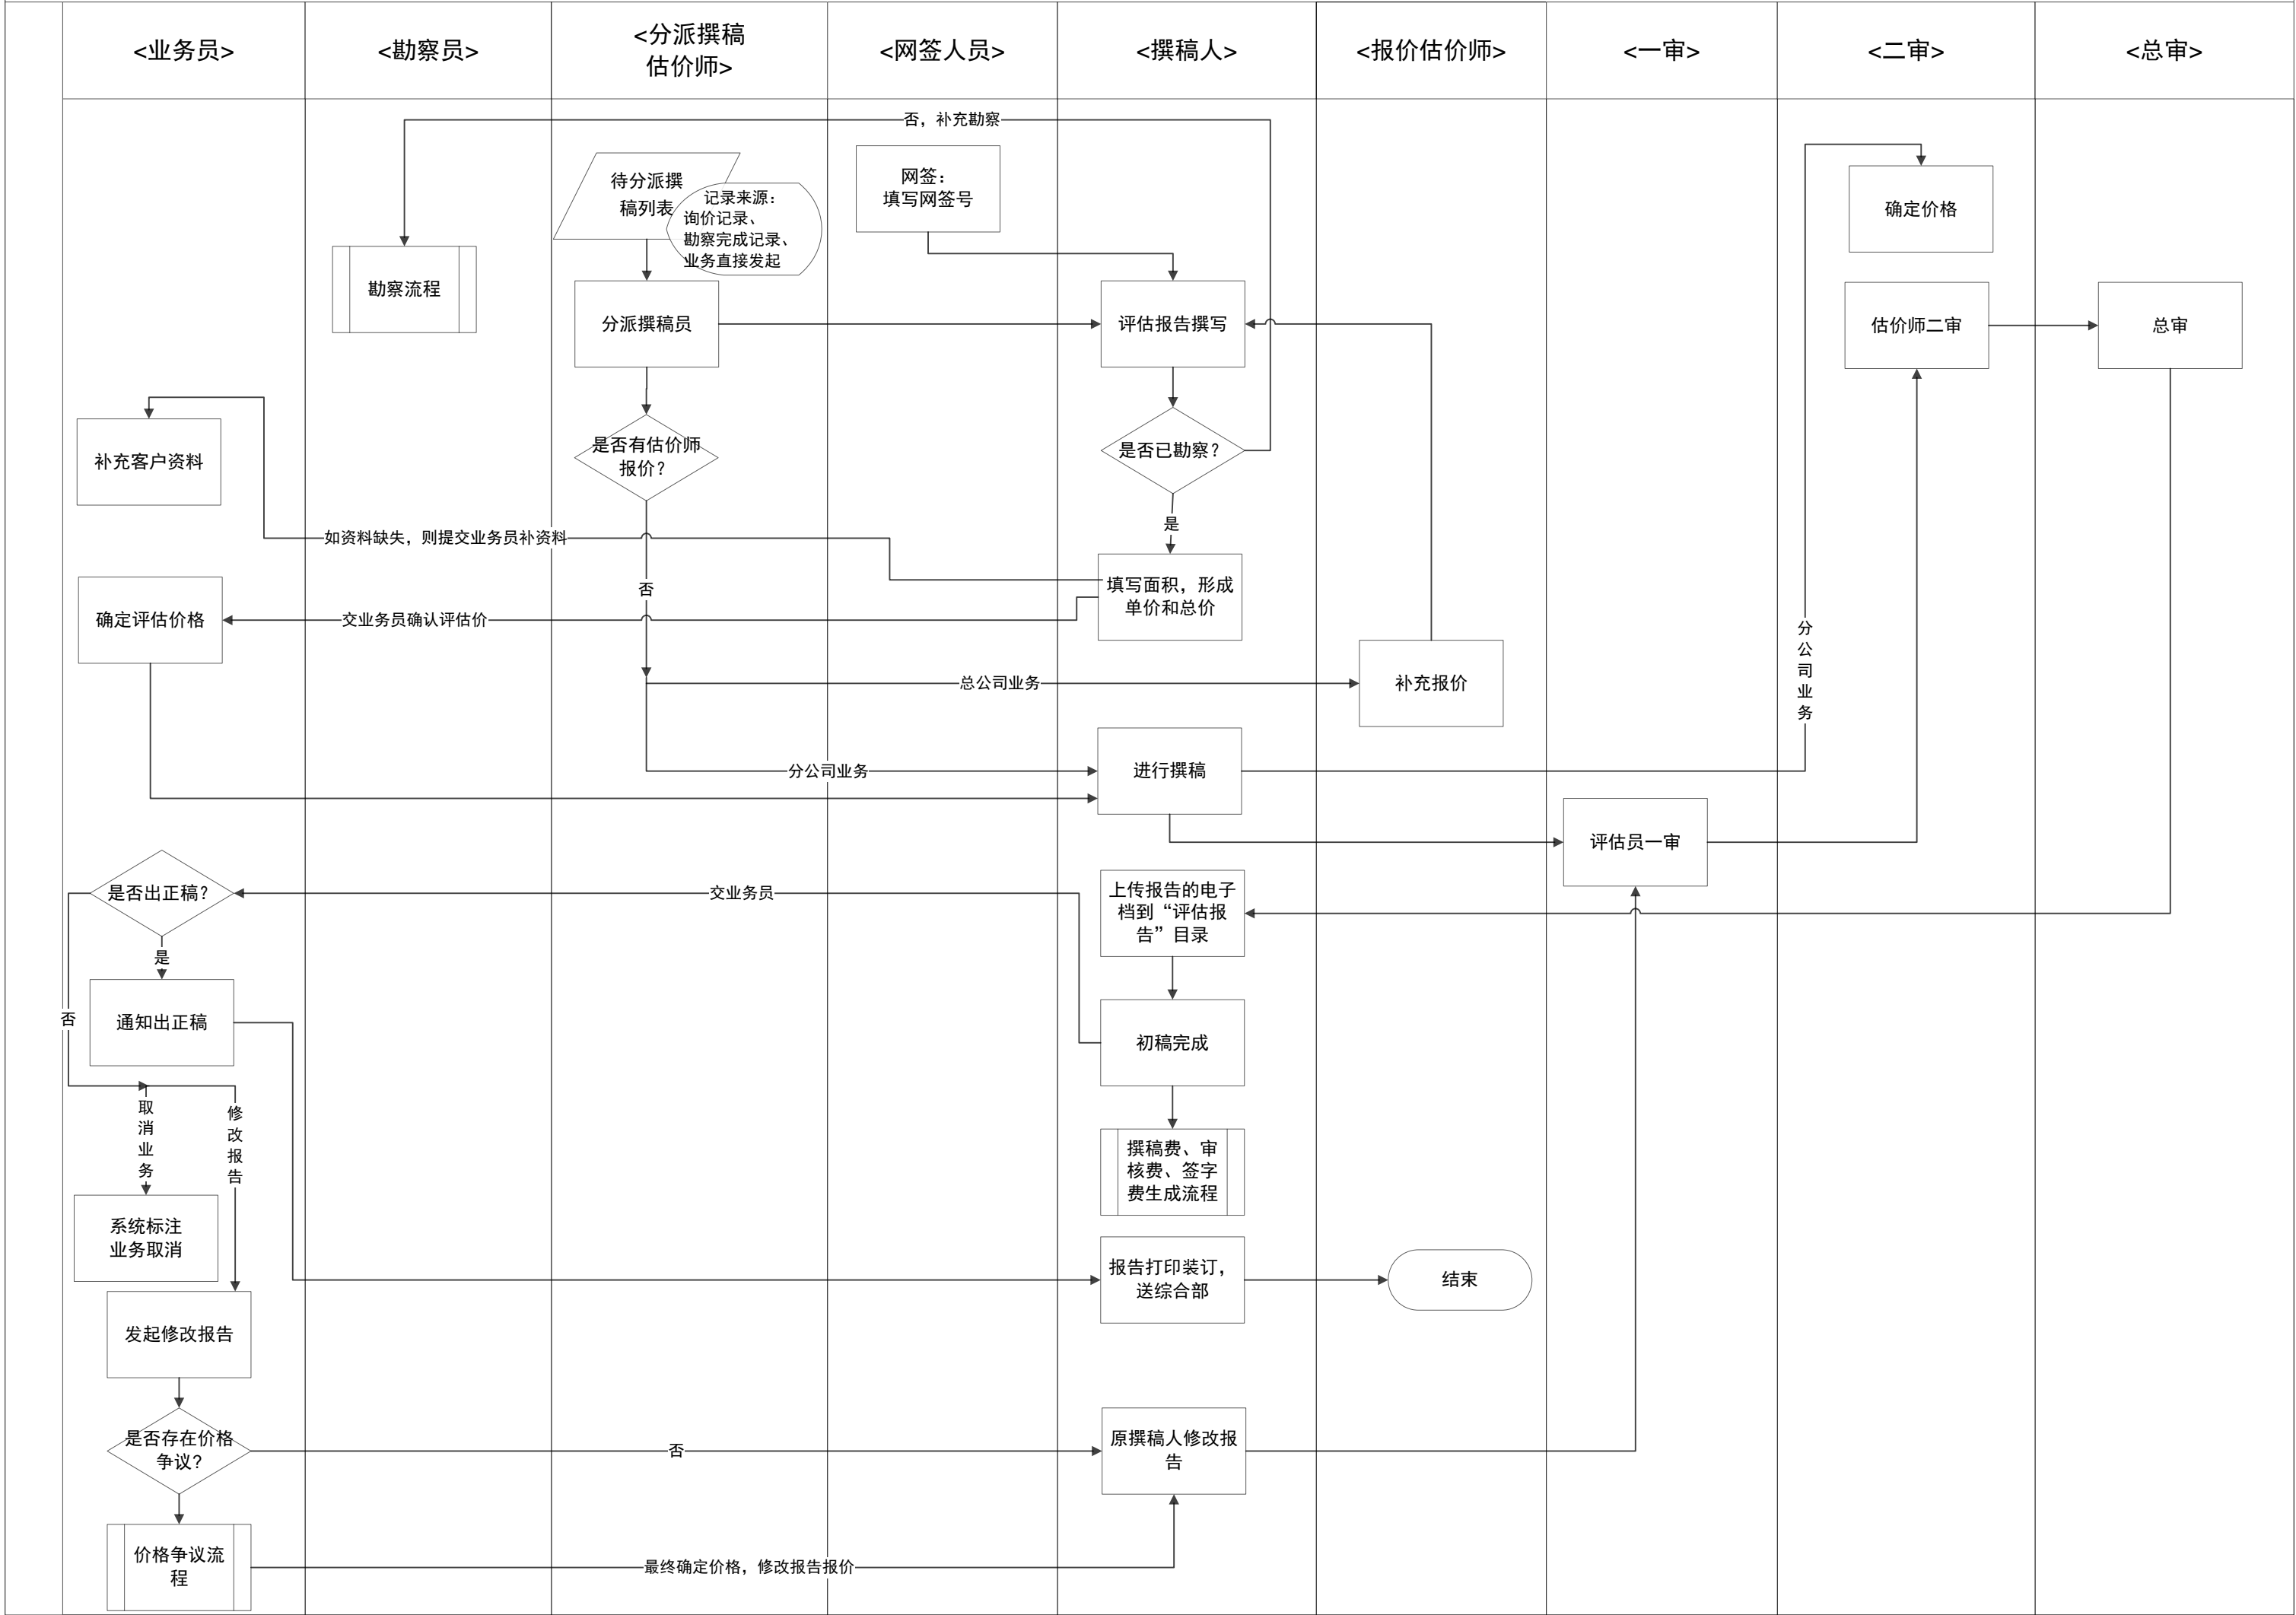 <业务员>
<勘察员>
<分派撰稿
估价师>
<网签人员>
<撰稿人>
<报价估价师>
<一审>
<二审>
<总审>
否，补充勘察
待分派撰
稿列表
记录来源：
询价记录、
勘察完成记录、
业务直接发起
网签：
填写网签号
确定价格
勘察流程
分派撰稿员
评估报告撰写
估价师二审
总审
补充客户资料
是否有估价师
报价？
是否已勘察？
是
如资料缺失，则提交业务员补资料
否
填写面积，形成
单价和总价
确定评估价格
交业务员确认评估价
分
公
司
业
务
总公司业务
补充报价
分公司业务
进行撰稿
评估员一审
是否出正稿？
交业务员
上传报告的电子
档到“评估报
告”目录
是
否
通知出正稿
初稿完成
取
消
业
务
修
改
报
告
撰稿费、审
核费、签字
费生成流程
系统标注
业务取消
报告打印装订，
送综合部
结束
发起修改报告
是否存在价格
争议？
否
原撰稿人修改报
告
价格争议流
程
最终确定价格，修改报告报价